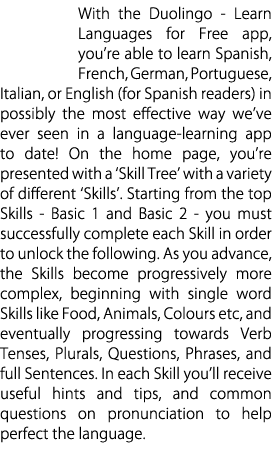 With the Duolingo - Learn
Languages for Free app,
you’re able to learn Spanish,
French, German, Portuguese,
Italian, or English (for Spanish readers) in
possibly the most effective way we’ve
ever seen in a language-learning app
to date! On the home page, you’re
presented with a ‘Skill Tree’ with a variety
of different ‘Skills’. Starting from the top
Skills - Basic 1 and Basic 2 - you must
successfully complete each Skill in order
to unlock the following. As you advance,
the Skills become progressively more
complex, beginning with single word
Skills like Food, Animals, Colours etc, and
eventually progressing towards Verb
Tenses, Plurals, Questions, Phrases, and
full Sentences. In each Skill you’ll receive
useful hints and tips, and common
questions on pronunciation to help
perfect the language.